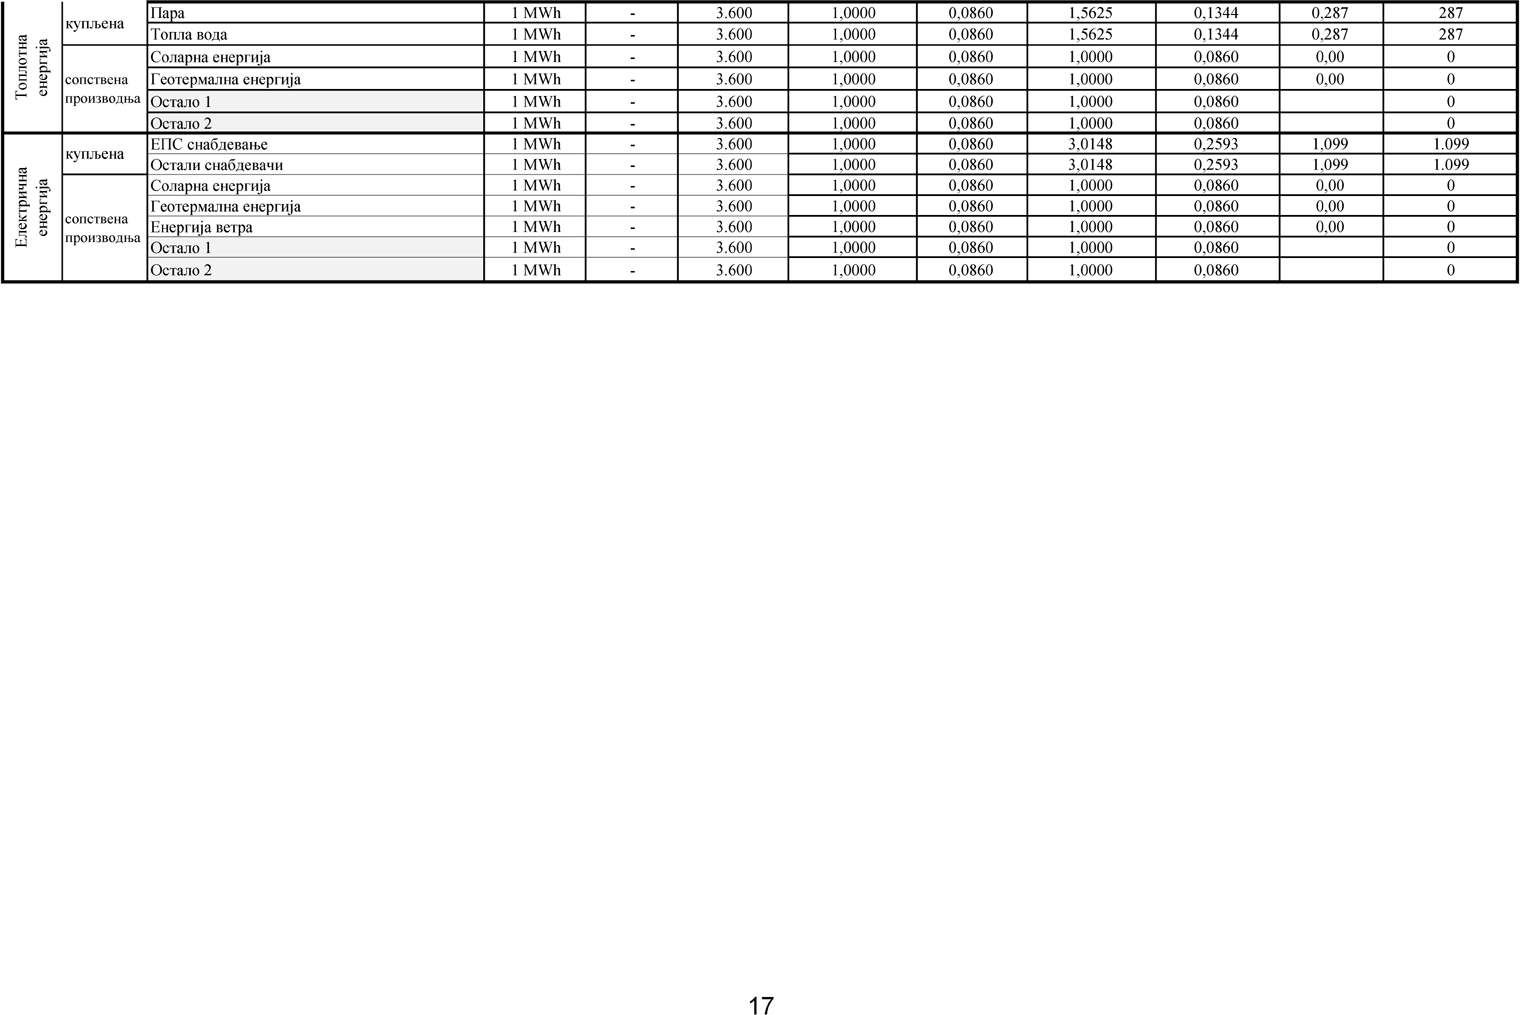 Топлотна енергија
купљена
Пара 1 MWh - 3.600 1,0000 0,0860 1,5625 0,1344 0,287 287
Топла вода 1 MWh - 3.600 1,0000 0,0860 1,5625 0,1344 0,287 287
сопствена
производња
Соларна енергија 1 MWh - 3.600 1,0000 0,0860 1,0000 0,0860 0,00 0
Геотермална енергија 1 MWh - 3.600 1,0000 0,0860 1,0000 0,0860 0,00 0
Остало 1 1 MWh - 3.600 1,0000 0,0860 1,0000 0,0860 0
Остало 2 1 MWh - 3.600 1,0000 0,0860 1,0000 0,0860 0
Електрична енергија
купљена
ЕПС снабдевање 1 MWh - 3.600 1,0000 0,0860 3,0148 0,2593 1,099 1.099
Остали снабдевачи 1 MWh - 3.600 1,0000 0,0860 3,0148 0,2593 1,099 1.099
сопствена
производња
Соларна енергија 1 MWh - 3.600 1,0000 0,0860 1,0000 0,0860 0,00 0
Геотермална енергија 1 MWh - 3.600 1,0000 0,0860 1,0000 0,0860 0,00 0
Енергија ветра 1 MWh - 3.600 1,0000 0,0860 1,0000 0,0860 0,00 0
Остало 1 1 MWh - 3.600 1,0000 0,0860 1,0000 0,0860 0
Остало 2 1 MWh - 3.600 1,0000 0,0860 1,0000 0,0860 0
17